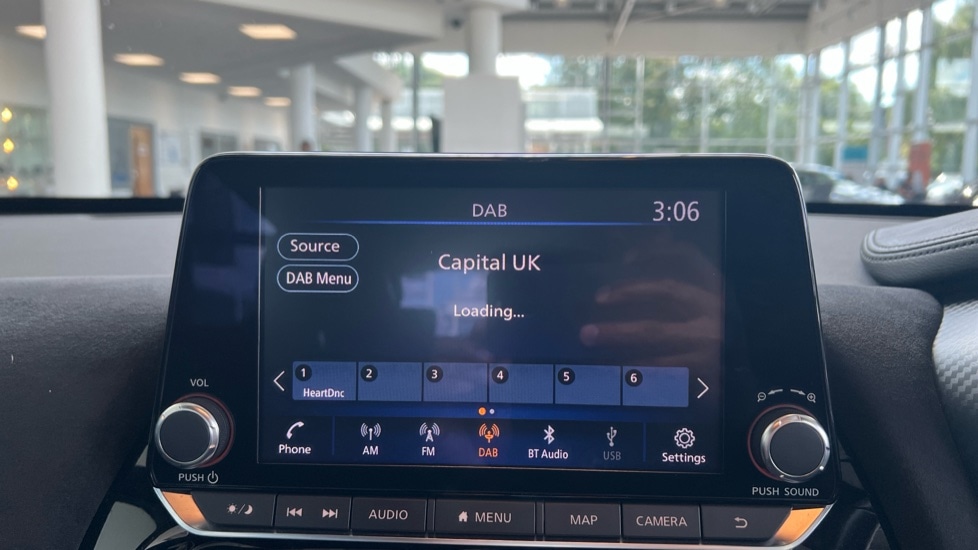 DAB 3:06
Source
Capital UK
DAB Menu
Loading...
1 2 3 4 5 6
HeartDnc
VOL
Phone AM FM DAB BT Audio USB Settings
PUSH PUSH SOUND
AUDIO MENU MAP CAMERA